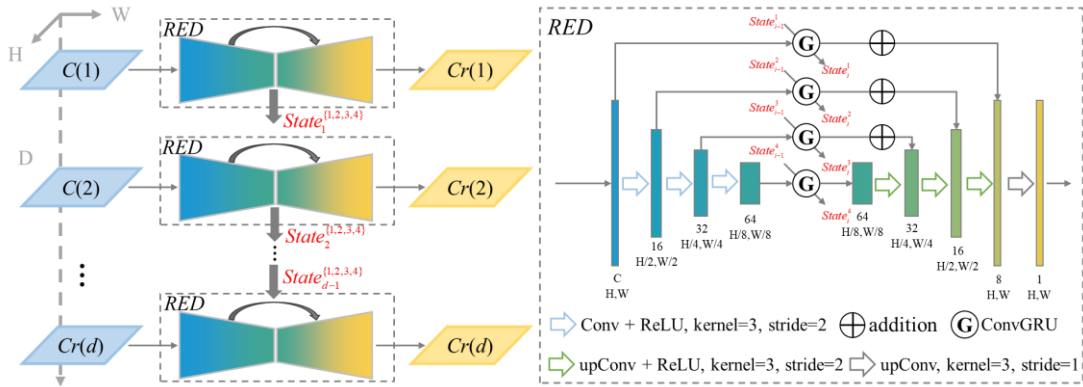 W
H
D
RED
C(1)
Cr(1)
State₁^{1,2,3,4}
RED
C(2)
Cr(2)
State₂^{1,2,3,4}
...
State_{d-1}^{1,2,3,4}
RED
Cr(d)
Cr(d)
RED
State_{i-1}^1
G
State_i^1
State_{i-1}^2
G
State_i^2
State_{i-1}^3
G
State_i^3
State_{i-1}^4
G
State_i^4
C
H,W
16
H/2,W/2
32
H/4,W/4
64
H/8,W/8
64
H/8,W/8
32
H/4,W/4
16
H/2,W/2
8
H,W
1
H,W
Conv + ReLU, kernel=3, stride=2
addition
G ConvGRU
upConv + ReLU, kernel=3, stride=2
upConv, kernel=3, stride=1